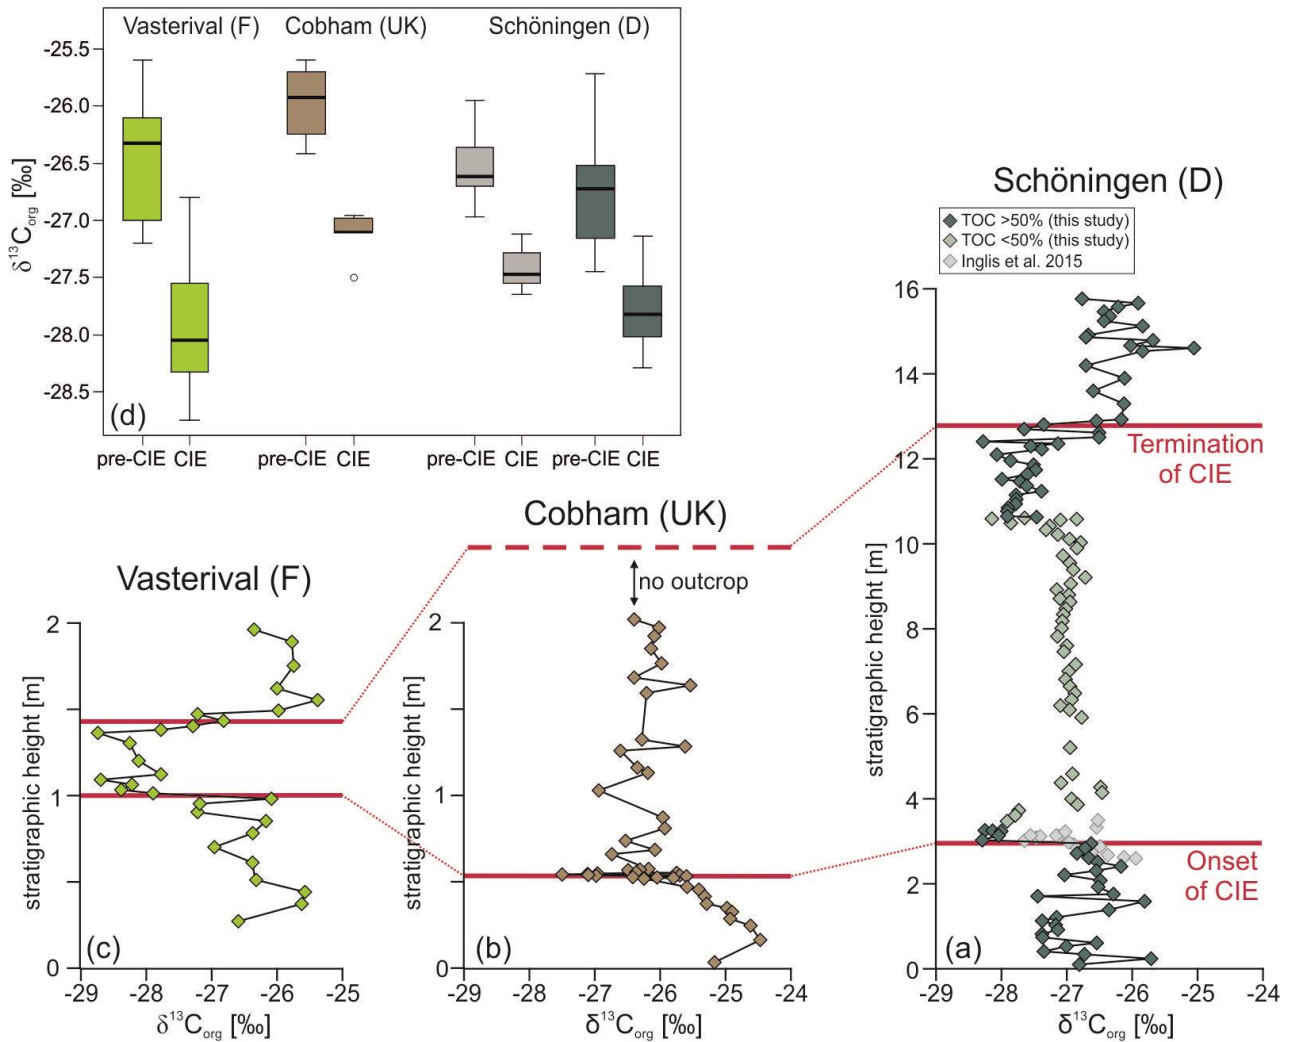 Vasterival (F) Cobham (UK) Schöningen (D)
-25.5
-26.0
-26.5
-27.0
-27.5
-28.0
-28.5
δ¹³C_org [‰]
(d)
pre-CIE CIE pre-CIE CIE pre-CIE CIE pre-CIE CIE
Schöningen (D)
TOC >50% (this study)
TOC <50% (this study)
Inglis et al. 2015
16
14
12
10
8
6
4
2
0
stratigraphic height [m]
Termination
of CIE
Onset
of CIE
(a)
-29 -28 -27 -26 -25 -24
δ¹³C_org [‰]
Cobham (UK)
no outcrop
2
1
0
stratigraphic height [m]
(b)
-29 -28 -27 -26 -25 -24
δ¹³C_org [‰]
Vasterival (F)
2
1
0
stratigraphic height [m]
(c)
-29 -28 -27 -26 -25
δ¹³C_org [‰]